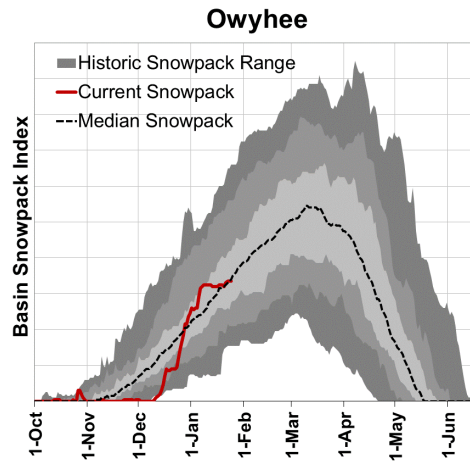 Owyhee
Historic Snowpack Range
Current Snowpack
Median Snowpack
Basin Snowpack Index
1-Oct
1-Nov
1-Dec
1-Jan
1-Feb
1-Mar
1-Apr
1-May
1-Jun